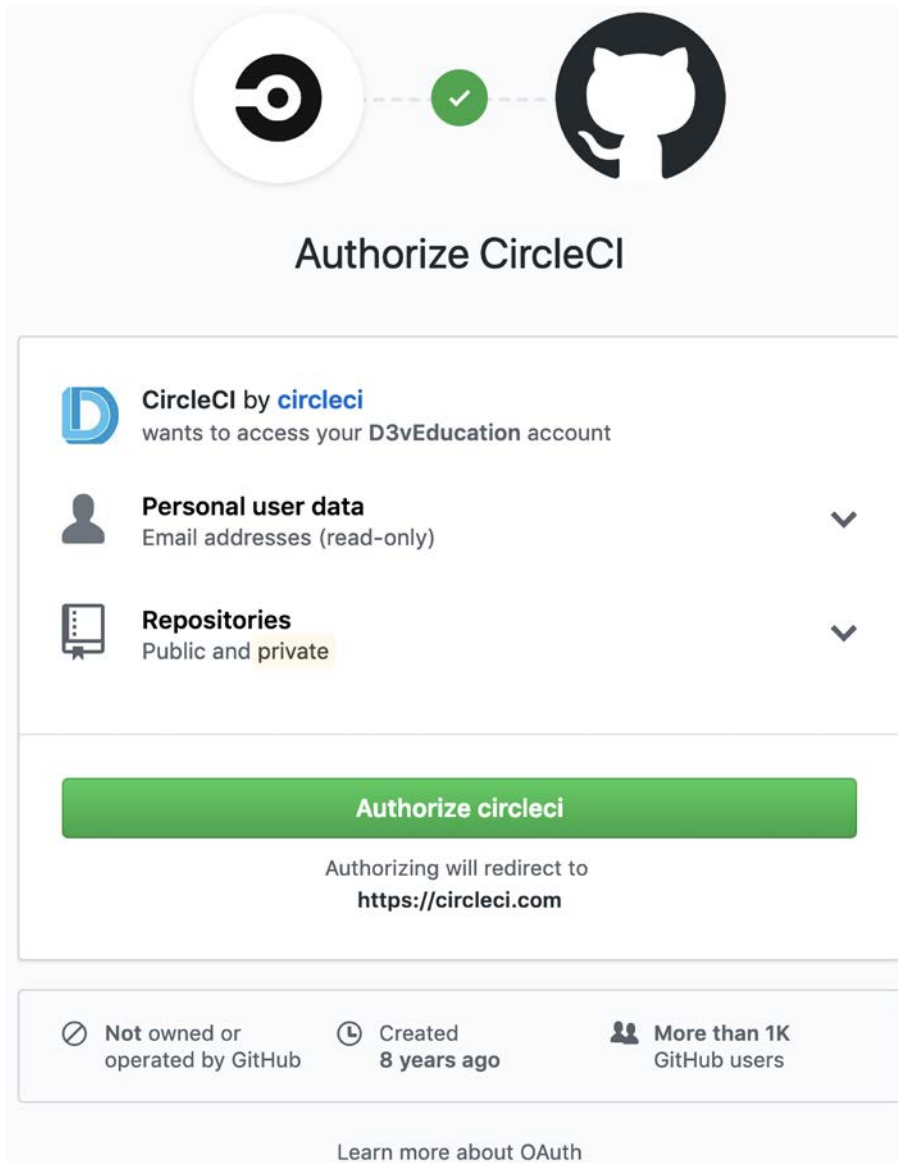 Authorize CircleCI
CircleCI by circleci
wants to access your D3vEducation account
Personal user data
Email addresses (read-only)
Repositories
Public and private
Authorize circleci
Authorizing will redirect to
https://circleci.com
Not owned or
operated by GitHub
Created
8 years ago
More than 1K
GitHub users
Learn more about OAuth